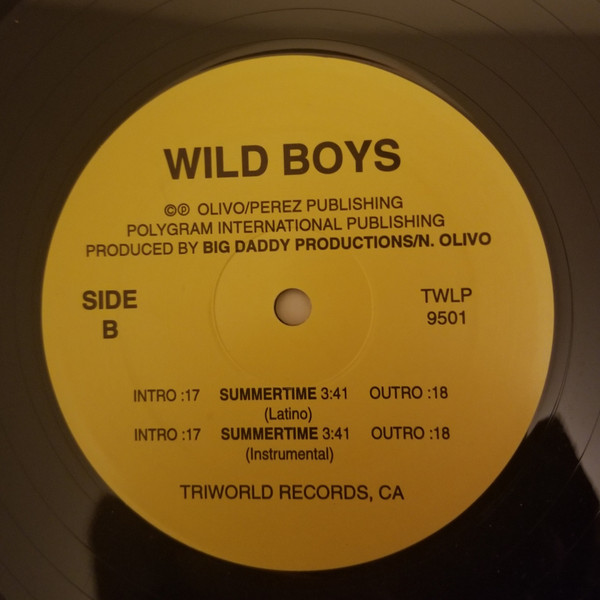 WILD BOYS
©℗ OLIVO/PEREZ PUBLISHING
POLYGRAM INTERNATIONAL PUBLISHING
PRODUCED BY BIG DADDY PRODUCTIONS/N. OLIVO
SIDE B
TWLP 9501
INTRO :17 SUMMERTIME 3:41 OUTRO :18
(Latino)
INTRO :17 SUMMERTIME 3:41 OUTRO :18
(Instrumental)
TRIWORLD RECORDS, CA